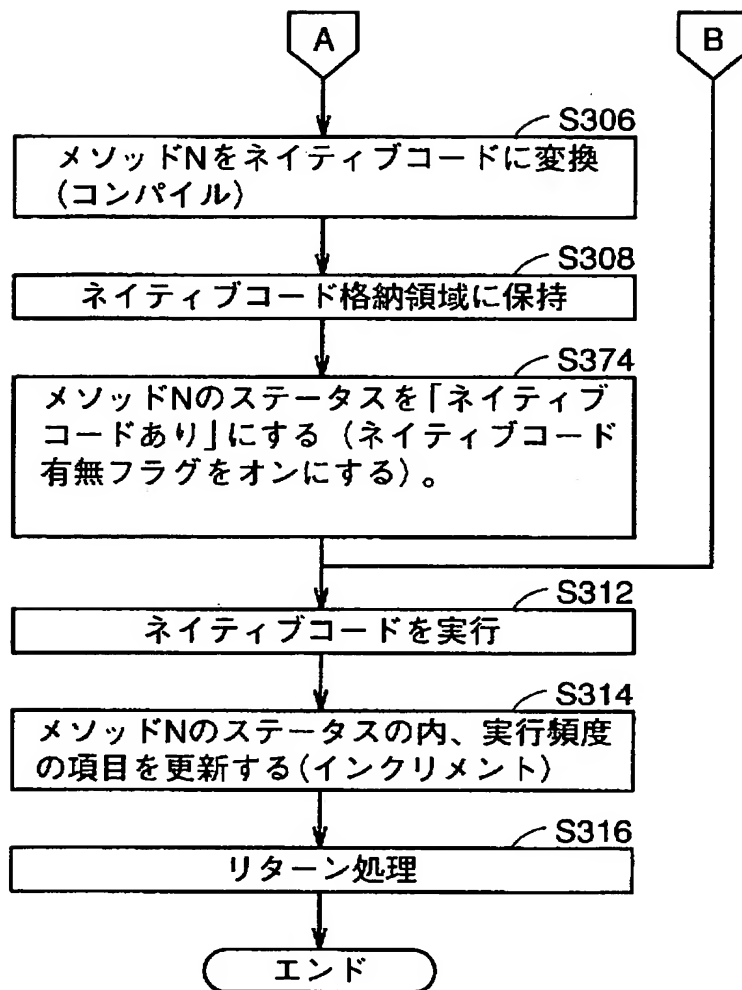 A
B
S306
メソッドNをネイティブコードに変換
(コンパイル)
S308
ネイティブコード格納領域に保持
S374
メソッドNのステータスを「ネイティブ
コードあり」にする(ネイティブコード
有無フラグをオンにする)。
S312
ネイティブコードを実行
S314
メソッドNのステータスの内、実行頻度
の項目を更新する(インクリメント)
S316
リターン処理
エンド